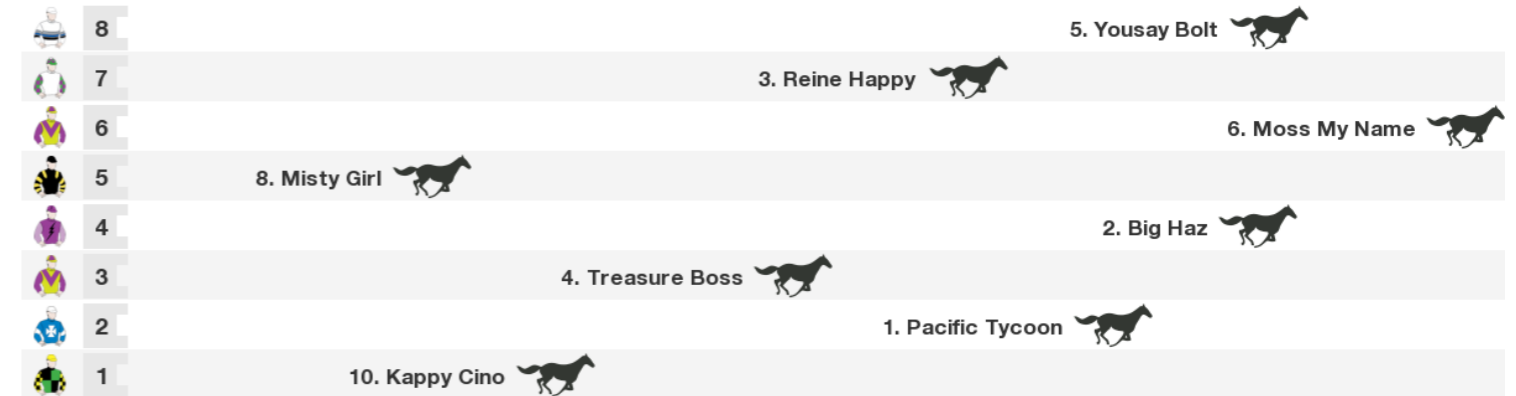 8 5. Yousay Bolt
7 3. Reine Happy
6 6. Moss My Name
5 8. Misty Girl
4 2. Big Haz
3 4. Treasure Boss
2 1. Pacific Tycoon
1 10. Kappy Cino